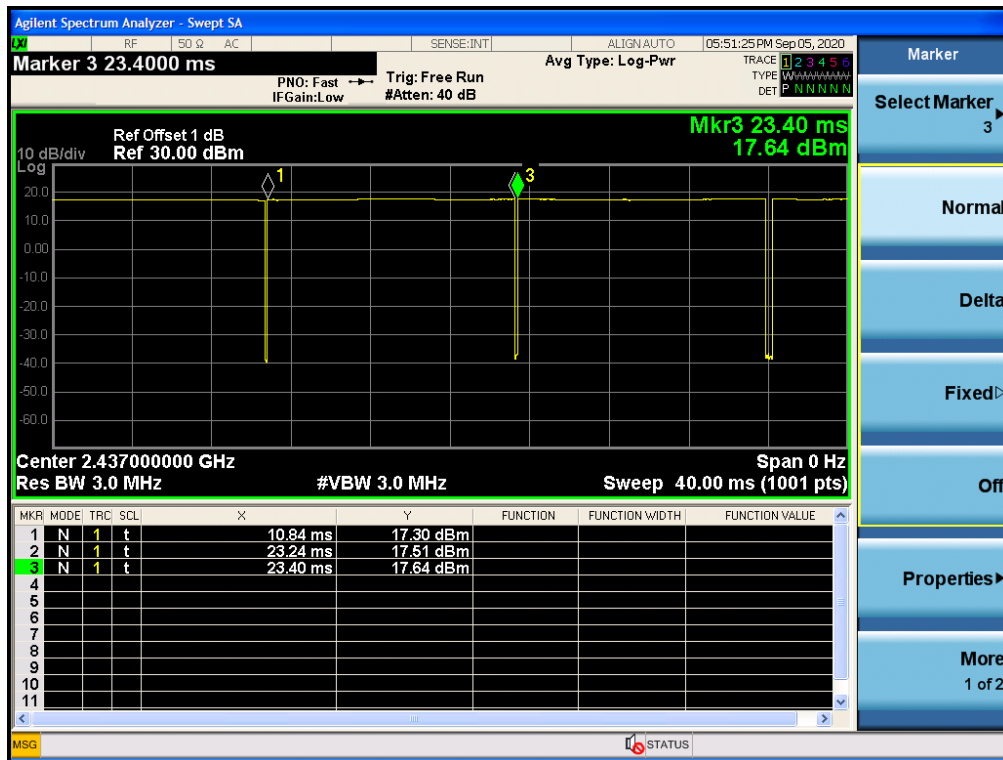 Agilent Spectrum Analyzer - Swept SA
LXI RF 50 Ω AC SENSE:INT ALIGNAUTO 05:51:25 PM Sep 05, 2020
Marker 3 23.4000 ms
PNO: Fast Trig: Free Run Avg Type: Log-Pwr TRACE 1 2 3 4 5 6
IFGain:Low #Atten: 40 dB TYPE WWWWWW
DET P N N N N N
Ref Offset 1 dB Mkr3 23.40 ms
10 dB/div Ref 30.00 dBm 17.64 dBm
Log
1
3
20.0
10.0
0.00
-10.0
-20.0
-30.0
-40.0
-50.0
-60.0
Center 2.437000000 GHz Span 0 Hz
Res BW 3.0 MHz #VBW 3.0 MHz Sweep 40.00 ms (1001 pts)
MKR MODE TRC SCL X Y FUNCTION FUNCTION WIDTH FUNCTION VALUE
1 N 1 t 10.84 ms 17.30 dBm
2 N 1 t 23.24 ms 17.51 dBm
3 N 1 t 23.40 ms 17.64 dBm
4
5
6
7
8
9
10
11
MSG STATUS
Marker
Select Marker
3
Normal
Delta
Fixed
Off
Properties
More
1 of 2